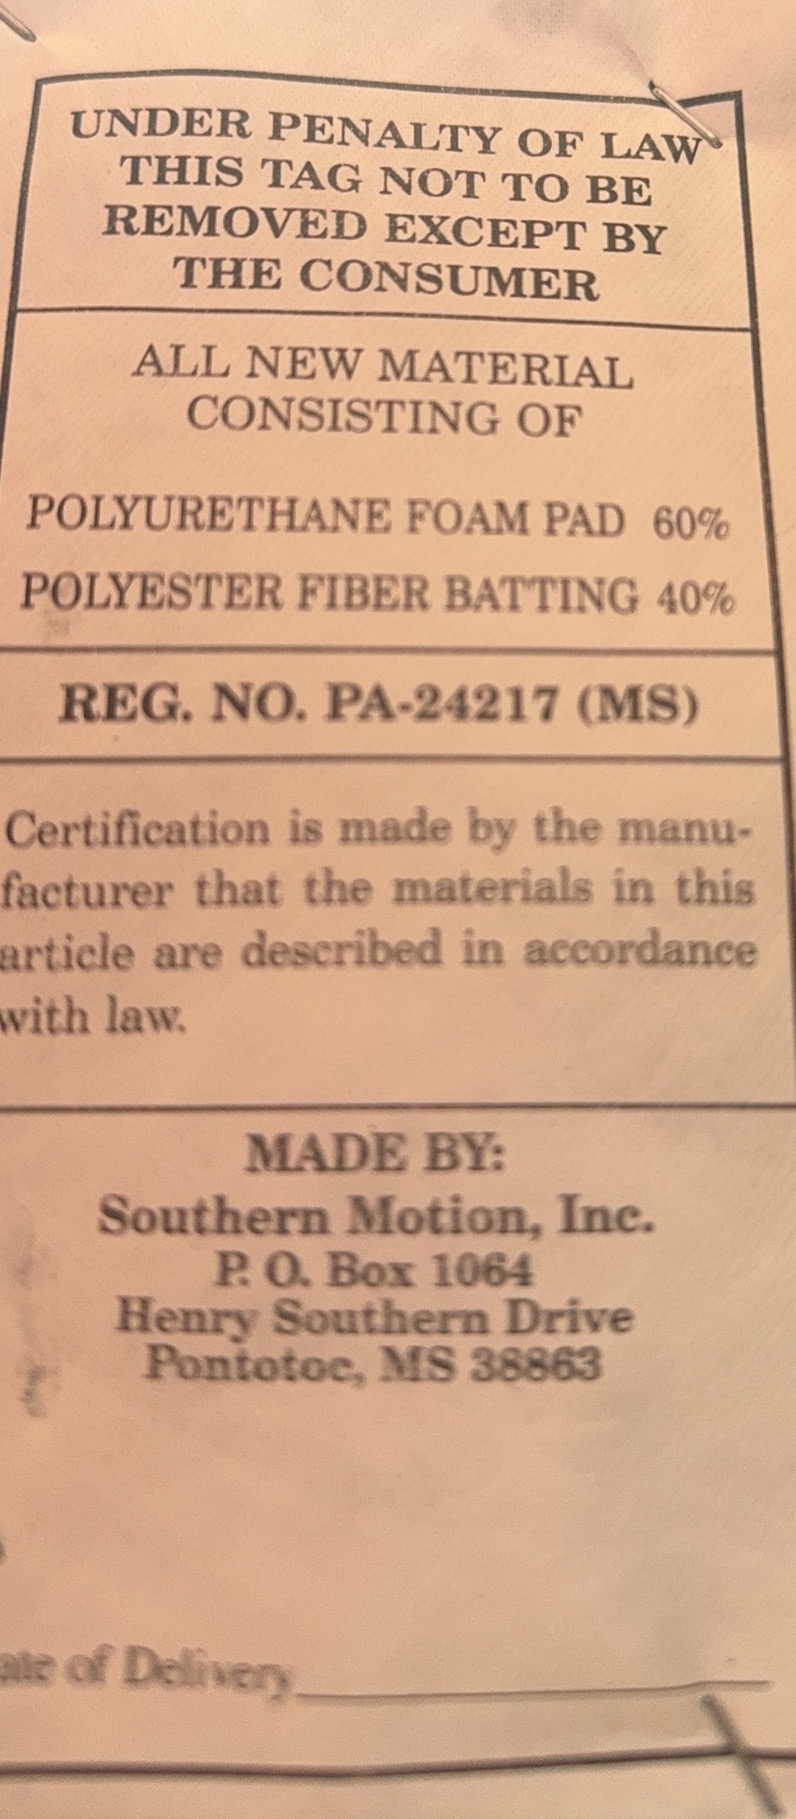 UNDER PENALTY OF LAW
THIS TAG NOT TO BE
REMOVED EXCEPT BY
THE CONSUMER
ALL NEW MATERIAL
CONSISTING OF
POLYURETHANE FOAM PAD 60%
POLYESTER FIBER BATTING 40%
REG. NO. PA-24217 (MS)
Certification is made by the manu-
facturer that the materials in this
article are described in accordance
with law.
MADE BY:
Southern Motion, Inc.
P. O. Box 1064
Henry Southern Drive
Pontotoc, MS 38863
ate of Delivery